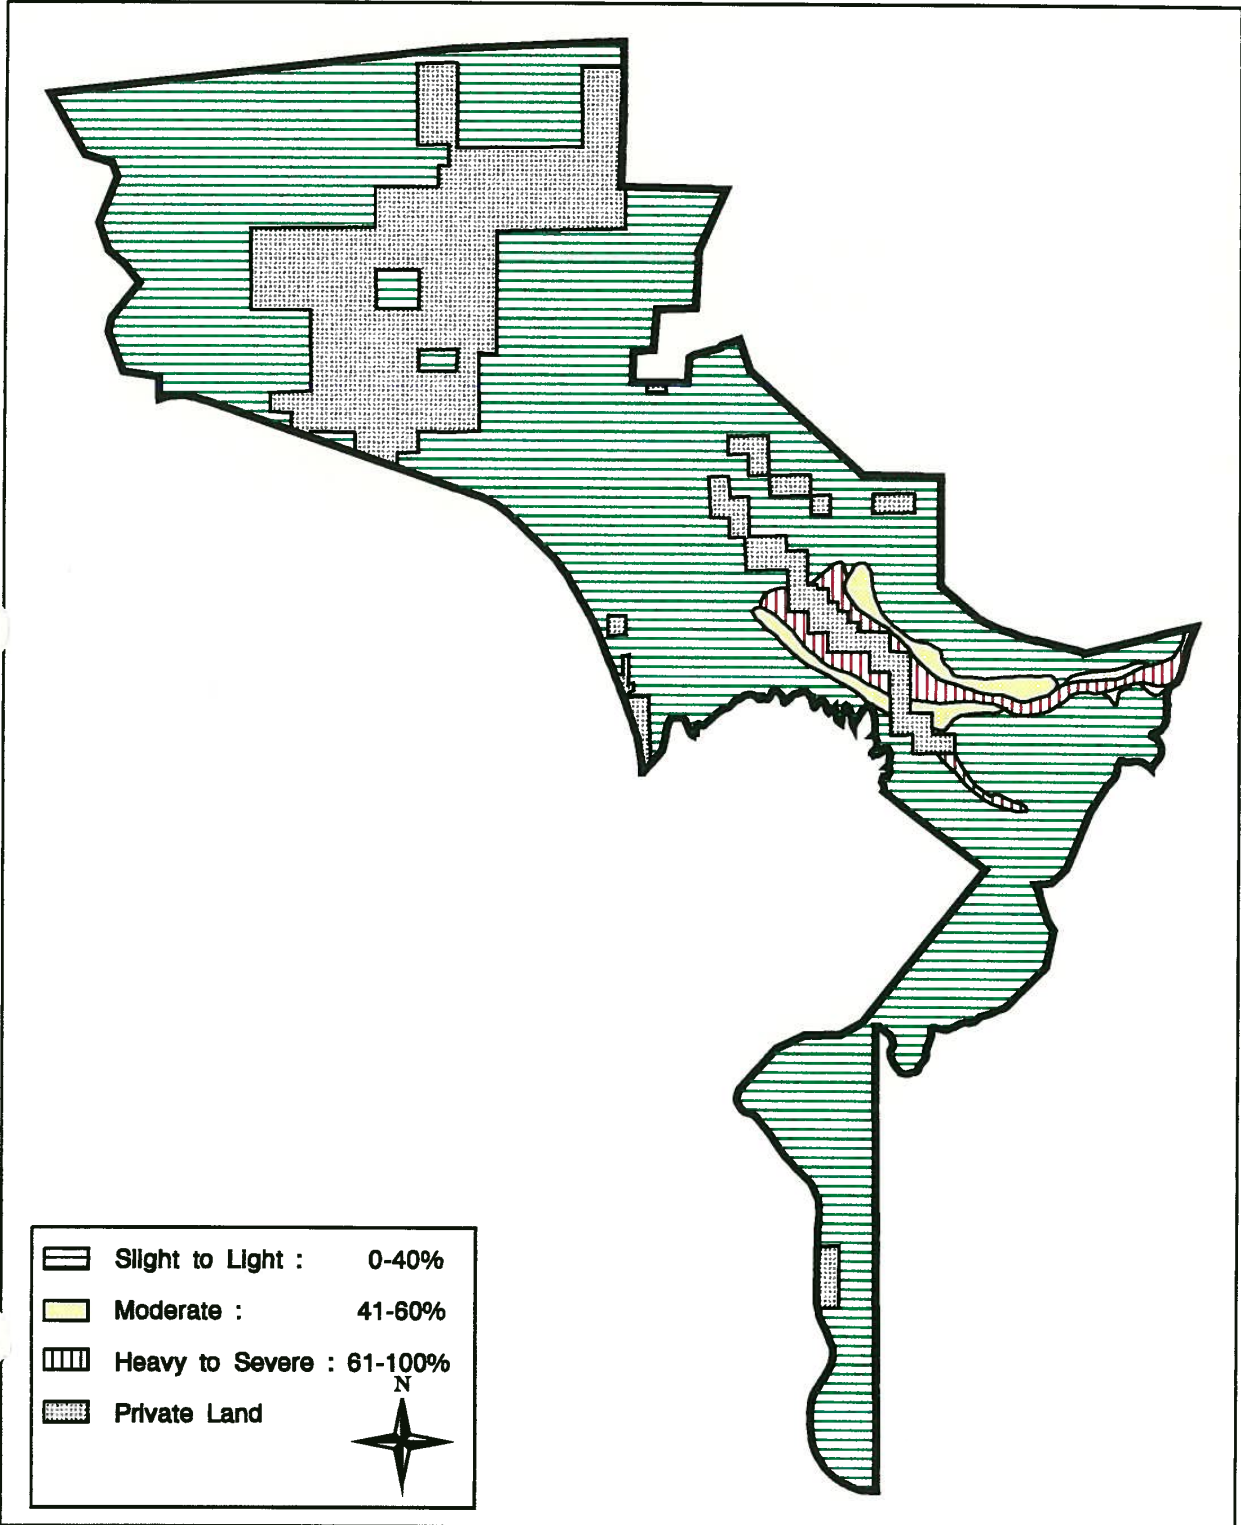 Slight to Light : 0-40%
Moderate : 41-60%
Heavy to Severe : 61-100%
N
Private Land